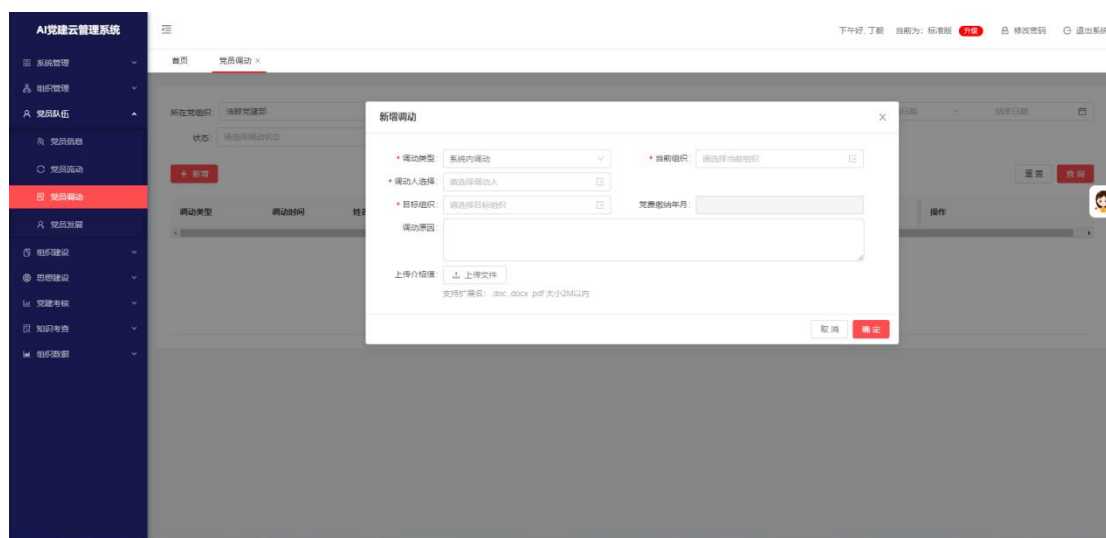 AI党建云管理系统
下午好, 丁毅 当前为：标准版 升级 修改密码 退出系统
系统管理
首页 党员调动 ×
组织管理
党员队伍
所在党组织: 洁毅党建部
结束日期
新增调动
党员信息
状态: 请选择调动状态
* 调动类型: 系统内调动
* 当前组织: 请选择当前组织
党员流动
+ 新增
重置 查询
* 调动人选择: 请选择调动人
党员调动
* 目标组织: 请选择目标组织
党费缴纳年月:
调动类型 调动时间 姓名 操作
党员发展
调动原因:
组织建设
思想建设
上传介绍信: 上传文件
支持扩展名: .doc .docx .pdf 大小2M以内
党建考核
知识考查
取消 确定
组织数据